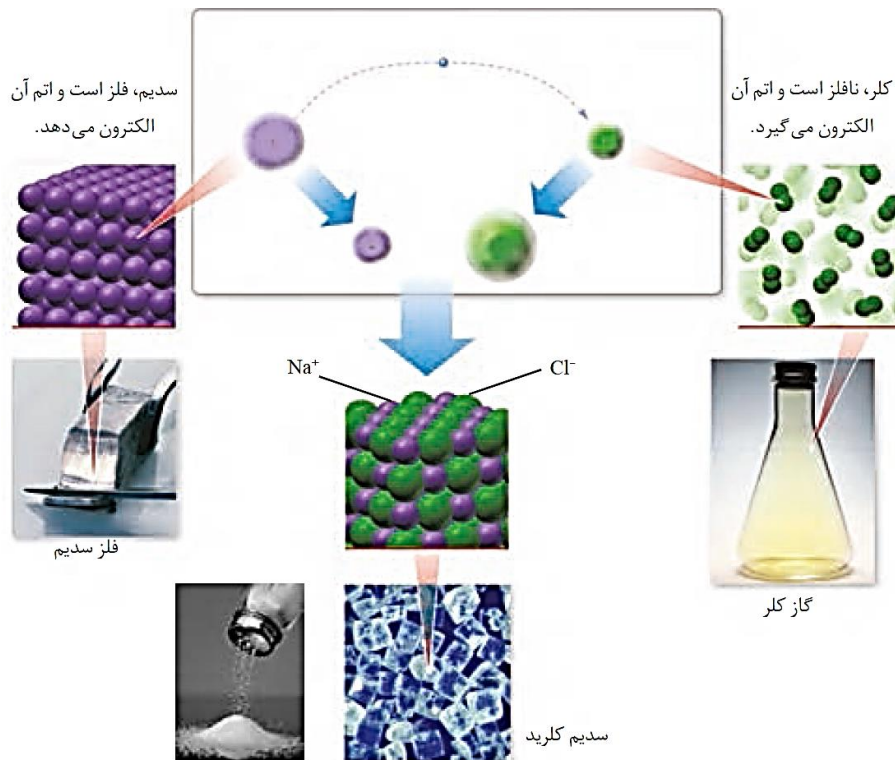 کلر، نافلز است و اتم آن
الکترون می‌گیرد.
سدیم، فلز است و اتم آن
الکترون می‌دهد.
Na⁺
Cl⁻
فلز سدیم
گاز کلر
سدیم کلرید